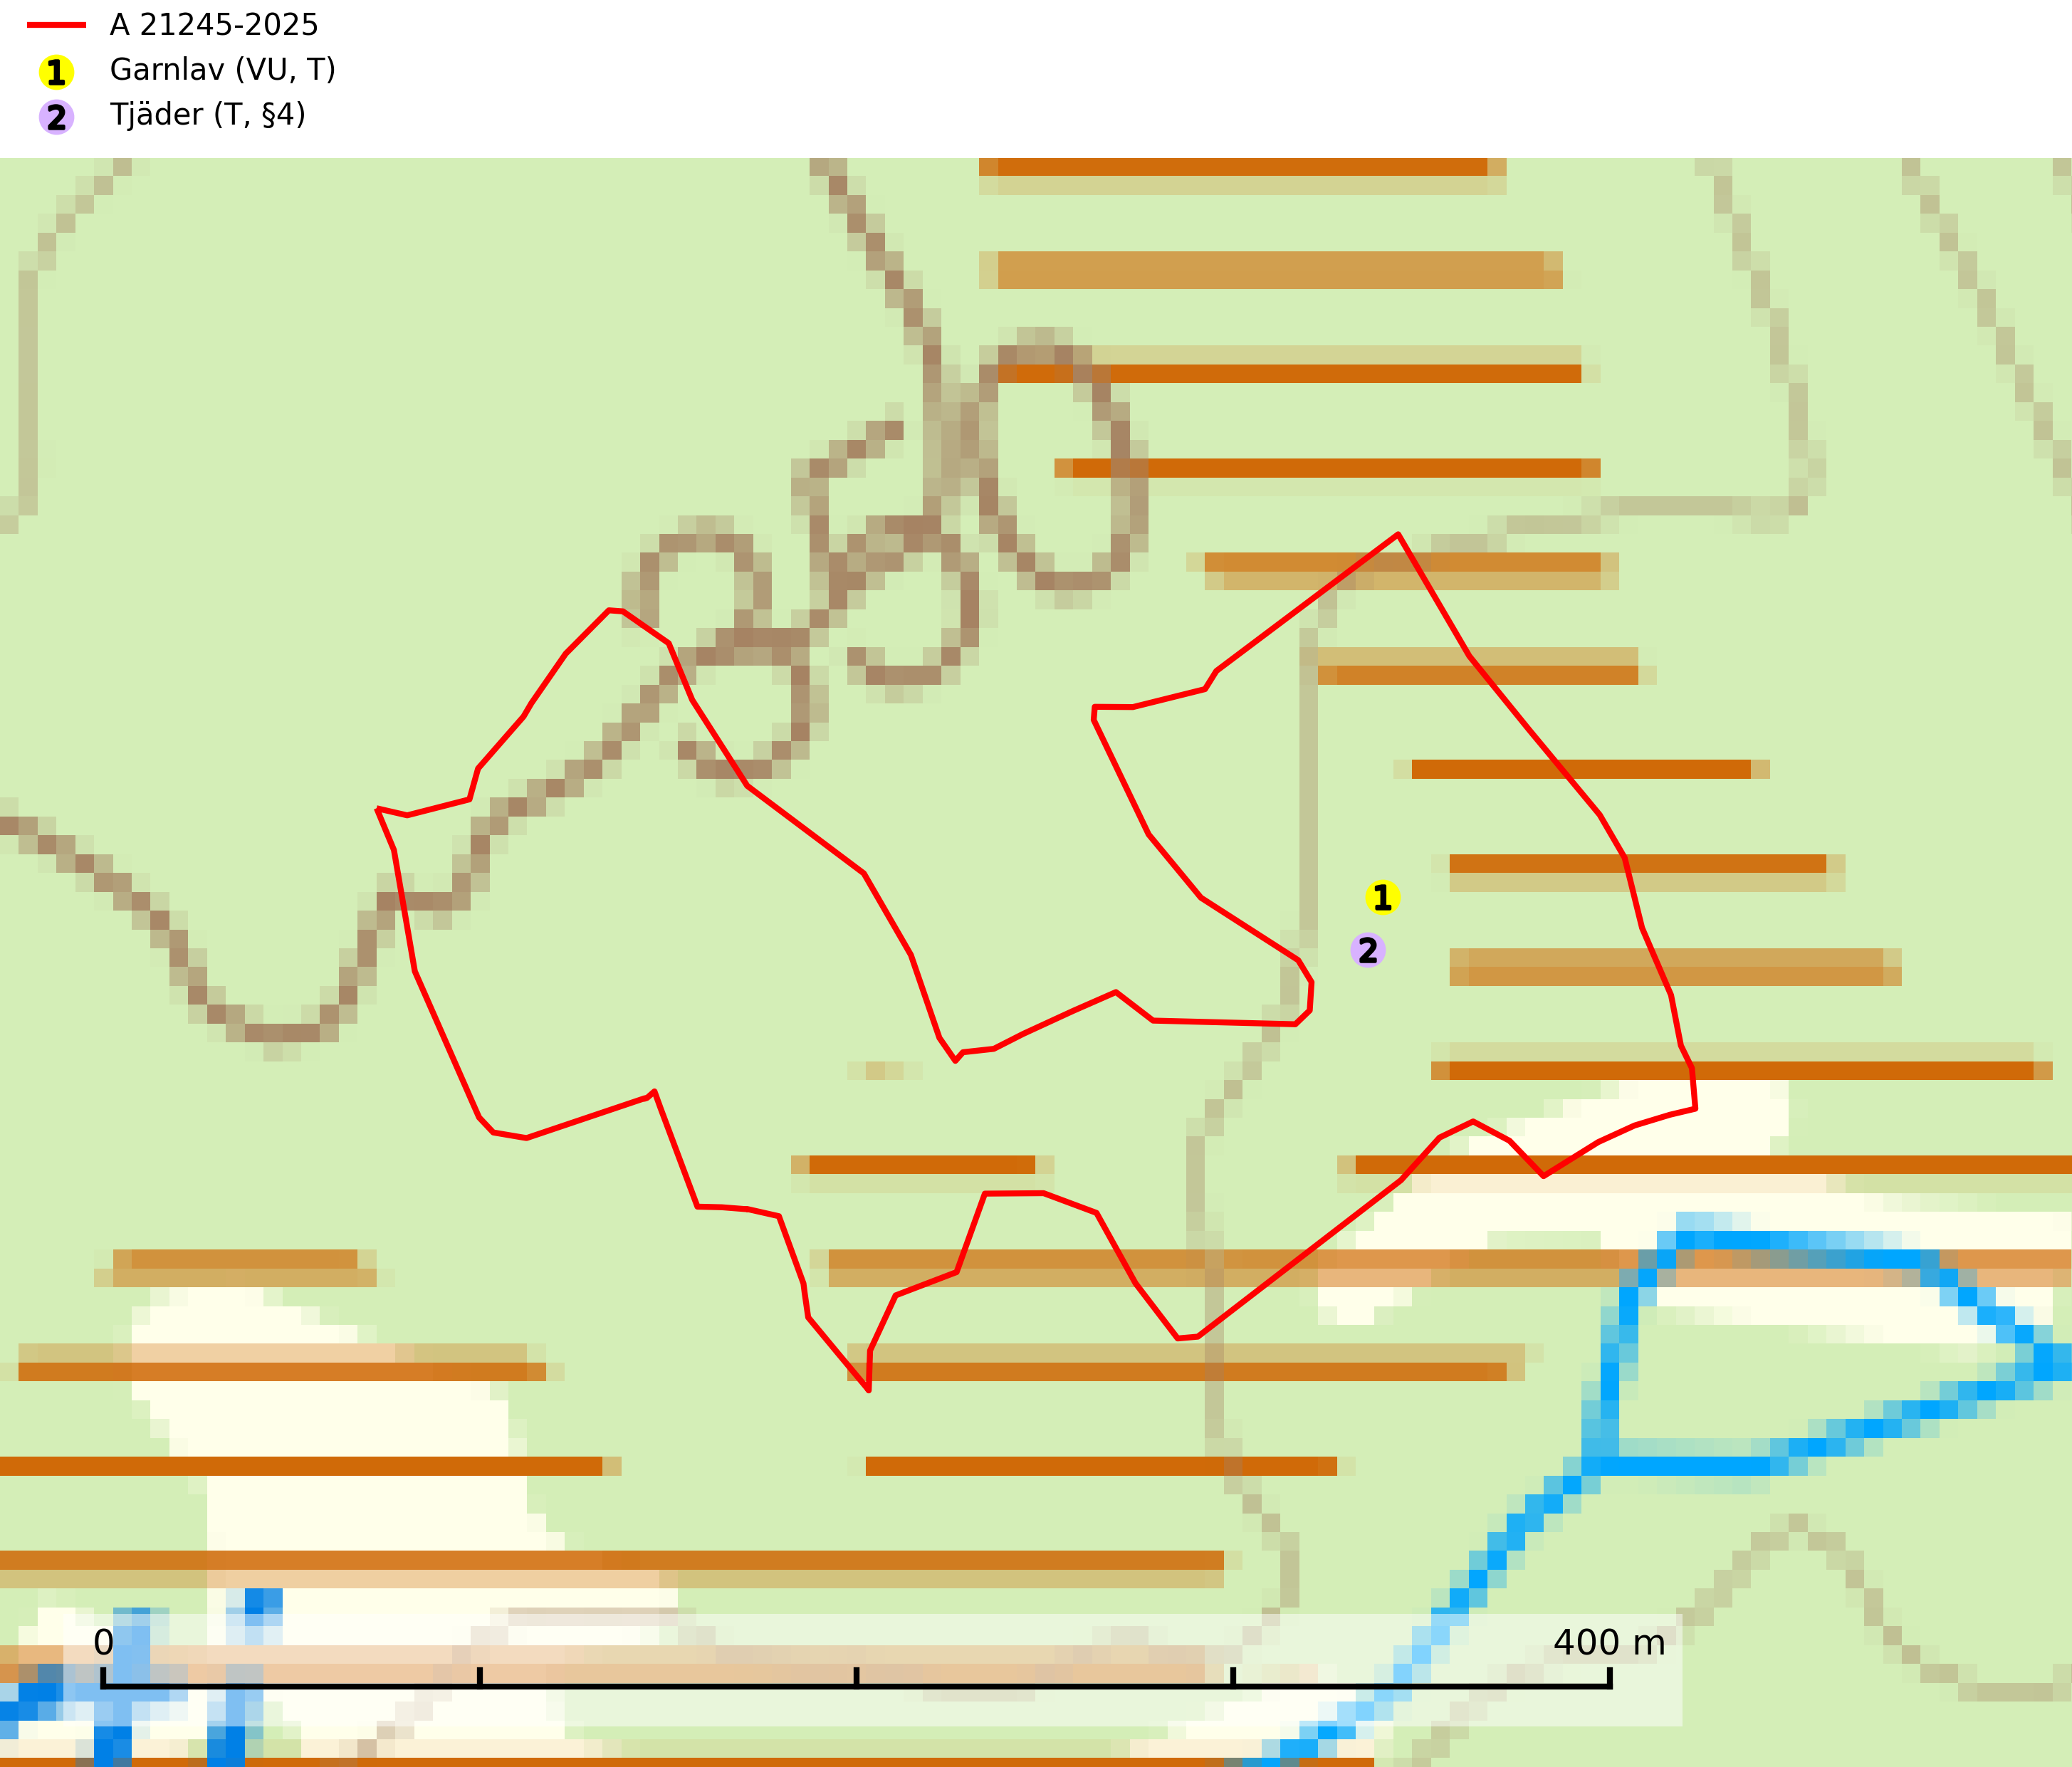 A 21245-2025
1 Garnlav (VU, T)
2 Tjäder (T, §4)
1
2
0 400 m